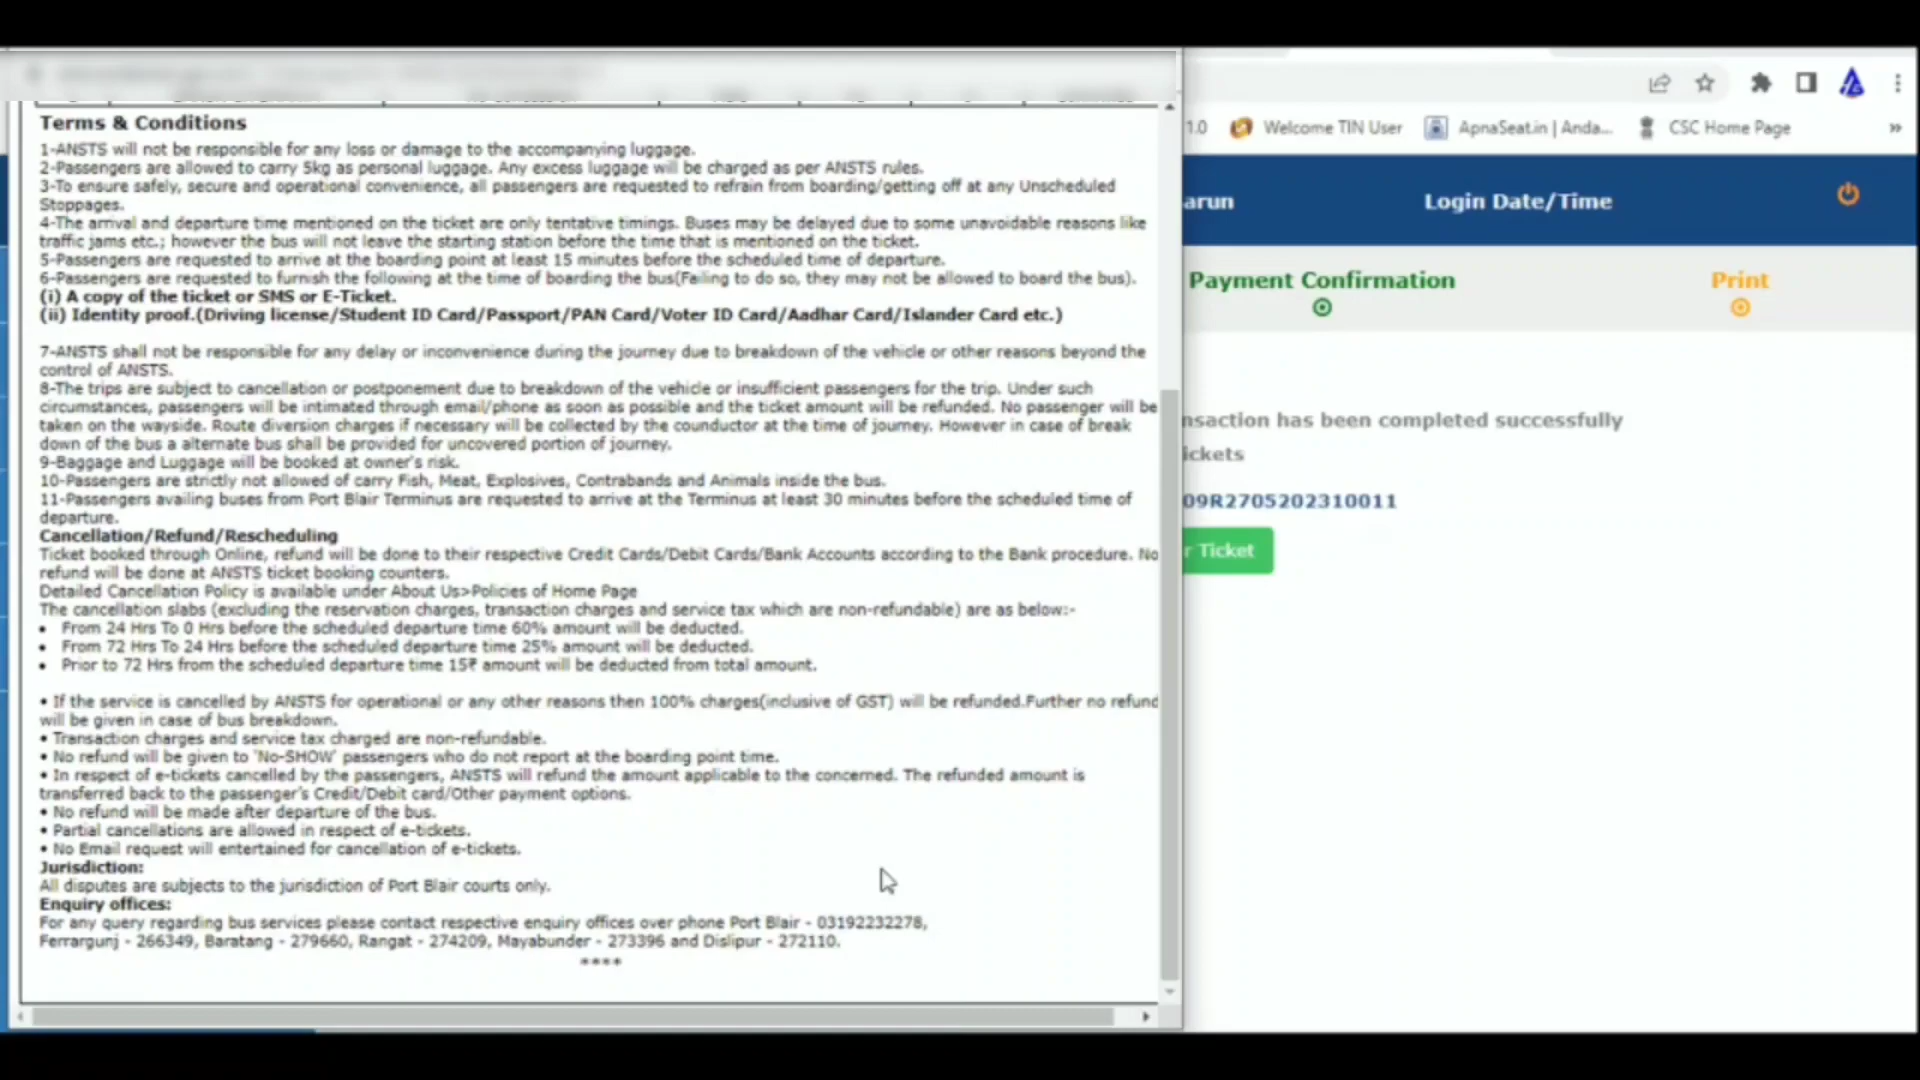 Terms & Conditions
1-ANSTS will not be responsible for any loss or damage to the accompanying luggage.
2-Passengers are allowed to carry 5kg as personal luggage. Any excess luggage will be charged as per ANSTS rules.
3-To ensure safely, secure and operational convenience, all passengers are requested to refrain from boarding/getting off at any Unscheduled
Stoppages.
4-The arrival and departure time mentioned on the ticket are only tentative timings. Buses may be delayed due to some unavoidable reasons like
traffic jams etc.; however the bus will not leave the starting station before the time that is mentioned on the ticket.
5-Passengers are requested to arrive at the boarding point at least 15 minutes before the scheduled time of departure.
6-Passengers are requested to furnish the following at the time of boarding the bus(Failing to do so, they may not be allowed to board the bus).
(i) A copy of the ticket or SMS or E-Ticket.
(ii) Identity proof.(Driving license/Student ID Card/Passport/PAN Card/Voter ID Card/Aadhar Card/Islander Card etc.)
7-ANSTS shall not be responsible for any delay or inconvenience during the journey due to breakdown of the vehicle or other reasons beyond the
control of ANSTS.
8-The trips are subject to cancellation or postponement due to breakdown of the vehicle or insufficient passengers for the trip. Under such
circumstances, passengers will be intimated through email/phone as soon as possible and the ticket amount will be refunded. No passenger will be
taken on the wayside. Route diversion charges if necessary will be collected by the counductor at the time of journey. However in case of break
down of the bus a alternate bus shall be provided for uncovered portion of journey.
9-Baggage and Luggage will be booked at owner's risk.
10-Passengers are strictly not allowed of carry Fish, Meat, Explosives, Contrabands and Animals inside the bus.
11-Passengers availing buses from Port Blair Terminus are requested to arrive at the Terminus at least 30 minutes before the scheduled time of
departure.
Cancellation/Refund/Rescheduling
Ticket booked through Online, refund will be done to their respective Credit Cards/Debit Cards/Bank Accounts according to the Bank procedure. No
refund will be done at ANSTS ticket booking counters.
Detailed Cancellation Policy is available under About Us>Policies of Home Page
The cancellation slabs (excluding the reservation charges, transaction charges and service tax which are non-refundable) are as below:-
• From 24 Hrs To 0 Hrs before the scheduled departure time 60% amount will be deducted.
• From 72 Hrs To 24 Hrs before the scheduled departure time 25% amount will be deducted.
• Prior to 72 Hrs from the scheduled departure time 15₹ amount will be deducted from total amount.
• If the service is cancelled by ANSTS for operational or any other reasons then 100% charges(inclusive of GST) will be refunded.Further no refund
will be given in case of bus breakdown.
• Transaction charges and service tax charged are non-refundable.
• No refund will be given to 'No-SHOW' passengers who do not report at the boarding point time.
• In respect of e-tickets cancelled by the passengers, ANSTS will refund the amount applicable to the concerned. The refunded amount is
transferred back to the passenger's Credit/Debit card/Other payment options.
• No refund will be made after departure of the bus.
• Partial cancellations are allowed in respect of e-tickets.
• No Email request will entertained for cancellation of e-tickets.
Jurisdiction:
All disputes are subjects to the jurisdiction of Port Blair courts only.
Enquiry offices:
For any query regarding bus services please contact respective enquiry offices over phone Port Blair - 03192232278,
Ferrargunj - 266349, Baratang - 279660, Rangat - 274209, Mayabunder - 273396 and Dislipur - 272110.
****
1.0 Welcome TIN User ApnaSeat.in | Anda... CSC Home Page »
arun Login Date/Time
Payment Confirmation Print
nsaction has been completed successfully
ickets
09R2705202310011
r Ticket